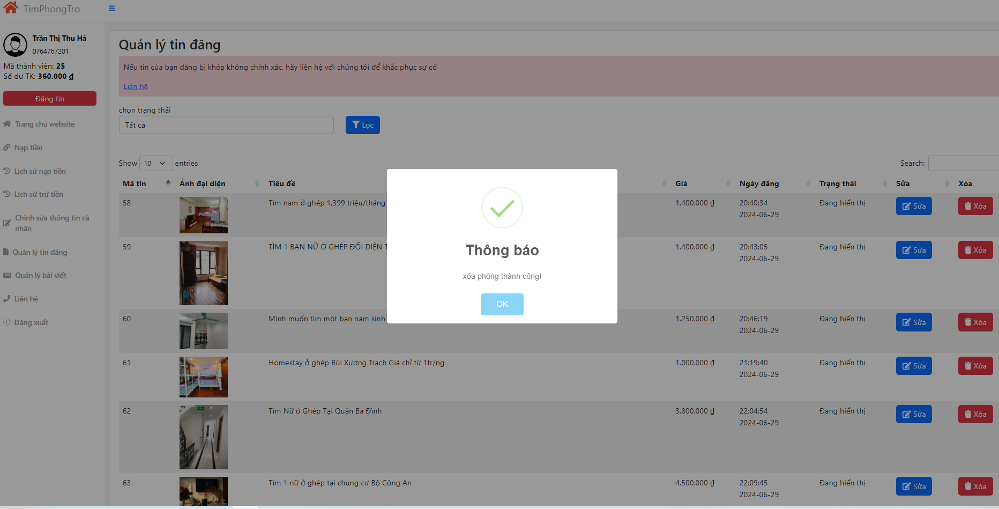 TimPhongTro
Trần Thị Thu Hà
0764767201
Mã thành viên: 25
Số dư TK: 360.000 ₫
Đăng tin
Trang chủ website
Nạp tiền
Lịch sử nạp tiền
Lịch sử trừ tiền
Chỉnh sửa thông tin cá
nhân
Quản lý tin đăng
Quản lý bài viết
Liên hệ
Đăng xuất
Quản lý tin đăng
Nếu tin của bạn đăng bị khóa không chính xác, hãy liên hệ với chúng tôi để khắc phục sự cố
Liên hệ
chọn trạng thái
Tất cả
Lọc
Show 10 entries
Search:
Mã tin Ảnh đại diện Tiêu đề Giá Ngày đăng Trạng thái Sửa Xóa
58 Tìm nam ở ghép 1,399 triệu/tháng 1.400.000 ₫ 20:40:34 Đang hiển thị Sửa Xóa
2024-06-29
59 TÌM 1 BẠN NỮ Ở GHÉP ĐỐI DIỆN T 1.400.000 ₫ 20:43:05 Đang hiển thị Sửa Xóa
2024-06-29
60 Mình muốn tìm một bạn nam sinh 1.250.000 ₫ 20:46:19 Đang hiển thị Sửa Xóa
2024-06-29
61 Homestay ở ghép Bùi Xương Trạch Giá chỉ từ 1tr/ng 1.000.000 ₫ 21:19:40 Đang hiển thị Sửa Xóa
2024-06-29
62 Tìm Nữ ở Ghép Tại Quận Ba Đình 3.800.000 ₫ 22:04:54 Đang hiển thị Sửa Xóa
2024-06-29
63 Tìm 1 nữ ở ghép tại chung cư Bộ Công An 4.500.000 ₫ 22:09:45 Đang hiển thị Sửa Xóa
2024-06-29
Thông báo
xóa phòng thành công!
OK